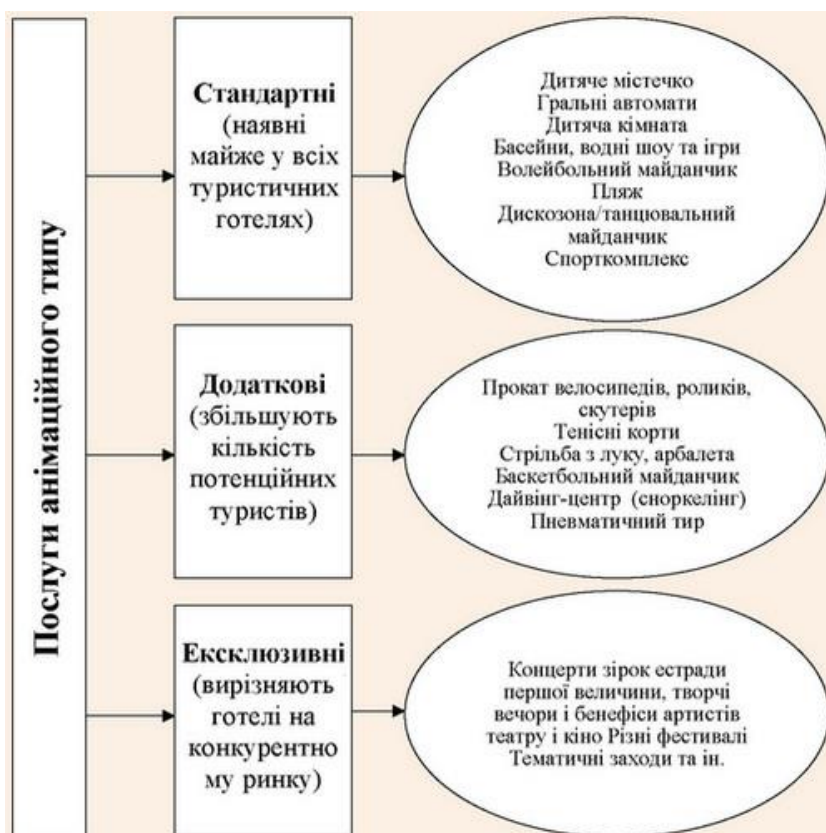 Послуги анімаційного типу
Стандартні
(наявні
майже у всіх
туристичних
готелях)
Дитяче містечко
Гральні автомати
Дитяча кімната
Басейни, водні шоу та ігри
Волейбольний майданчик
Пляж
Дискозона/танцювальний
майданчик
Спорткомплекс
Додаткові
(збільшують
кількість
потенційних
туристів)
Прокат велосипедів, роликів,
скутерів
Тенісні корти
Стрільба з луку, арбалета
Баскетбольний майданчик
Дайвінг-центр (сноркелінг)
Пневматичний тир
Ексклюзивні
(вирізняють
готелі на
конкурентно
му ринку)
Концерти зірок естради
першої величини, творчі
вечори і бенефіси артистів
театру і кіно Різні фестивалі
Тематичні заходи та ін.